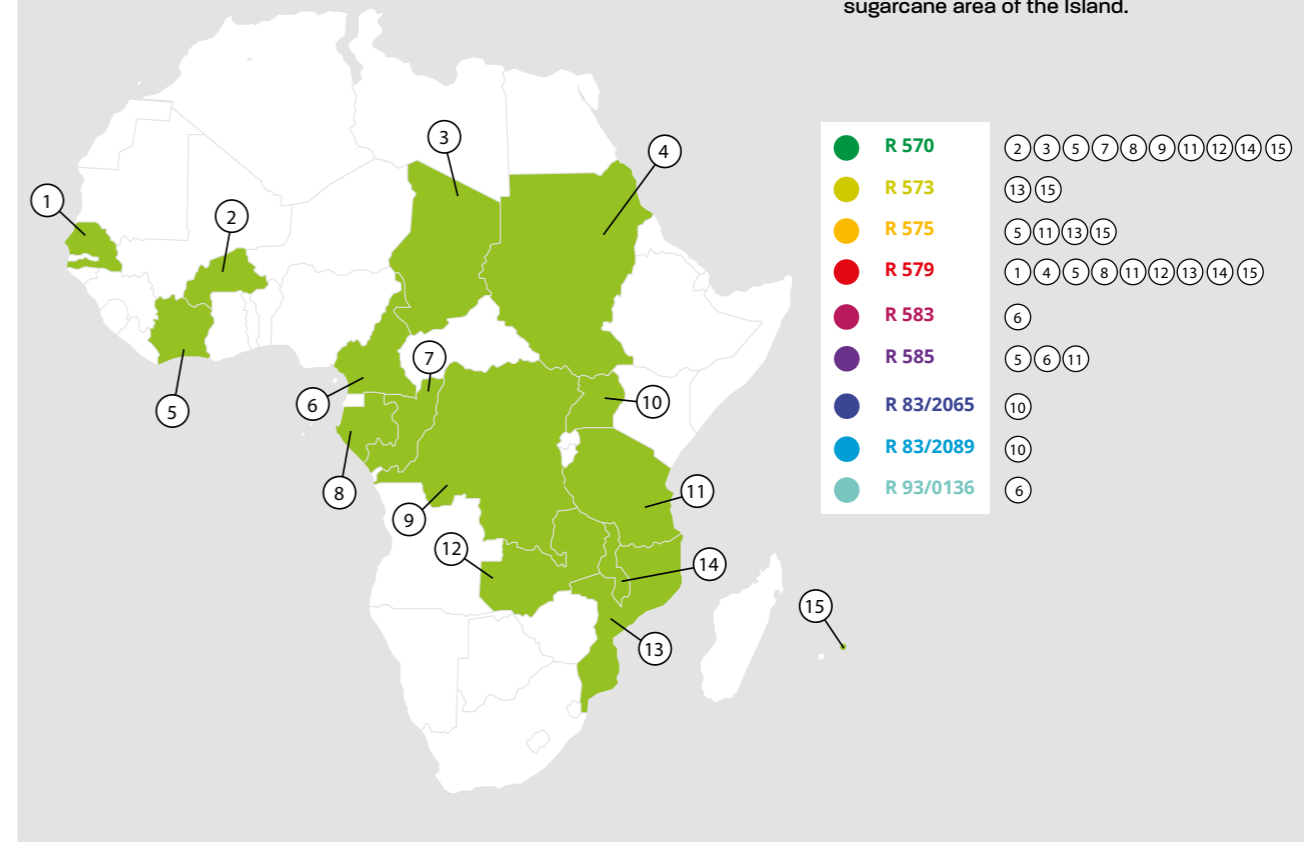 sugarcane area of the Island.
3
4
1
2
7
5
6
10
8
11
9
12
14
15
13
R 570 2 3 5 7 8 9 11 12 14 15
R 573 13 15
R 575 5 11 13 15
R 579 1 4 5 8 11 12 13 14 15
R 583 6
R 585 5 6 11
R 83/2065 10
R 83/2089 10
R 93/0136 6